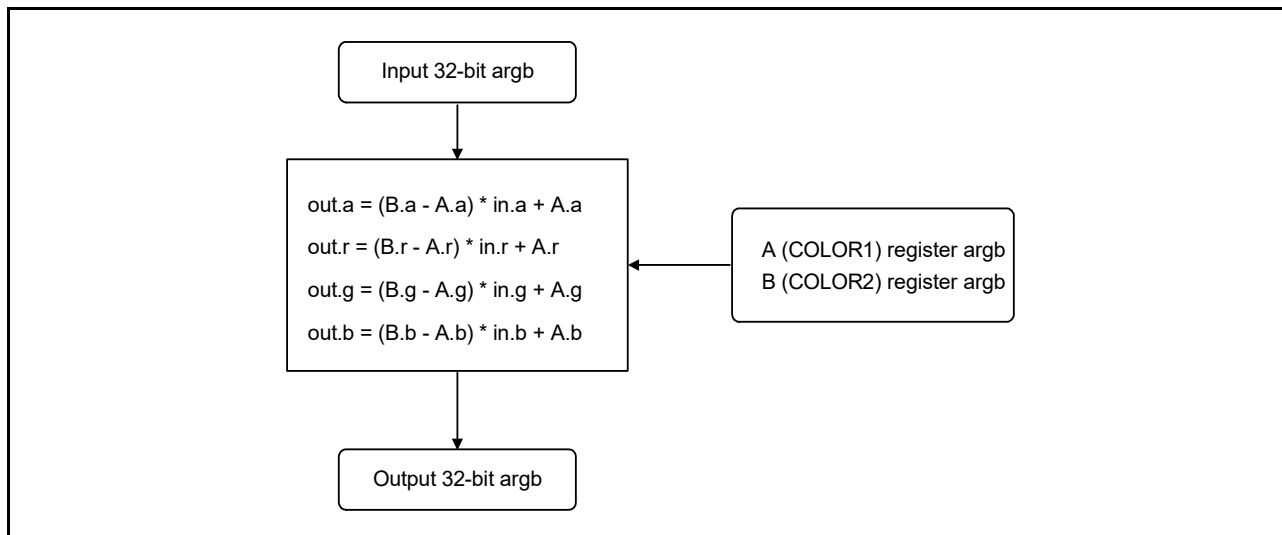 Input 32-bit argb
out.a = (B.a - A.a) * in.a + A.a
out.r = (B.r - A.r) * in.r + A.r
out.g = (B.g - A.g) * in.g + A.g
out.b = (B.b - A.b) * in.b + A.b
A (COLOR1) register argb
B (COLOR2) register argb
Output 32-bit argb